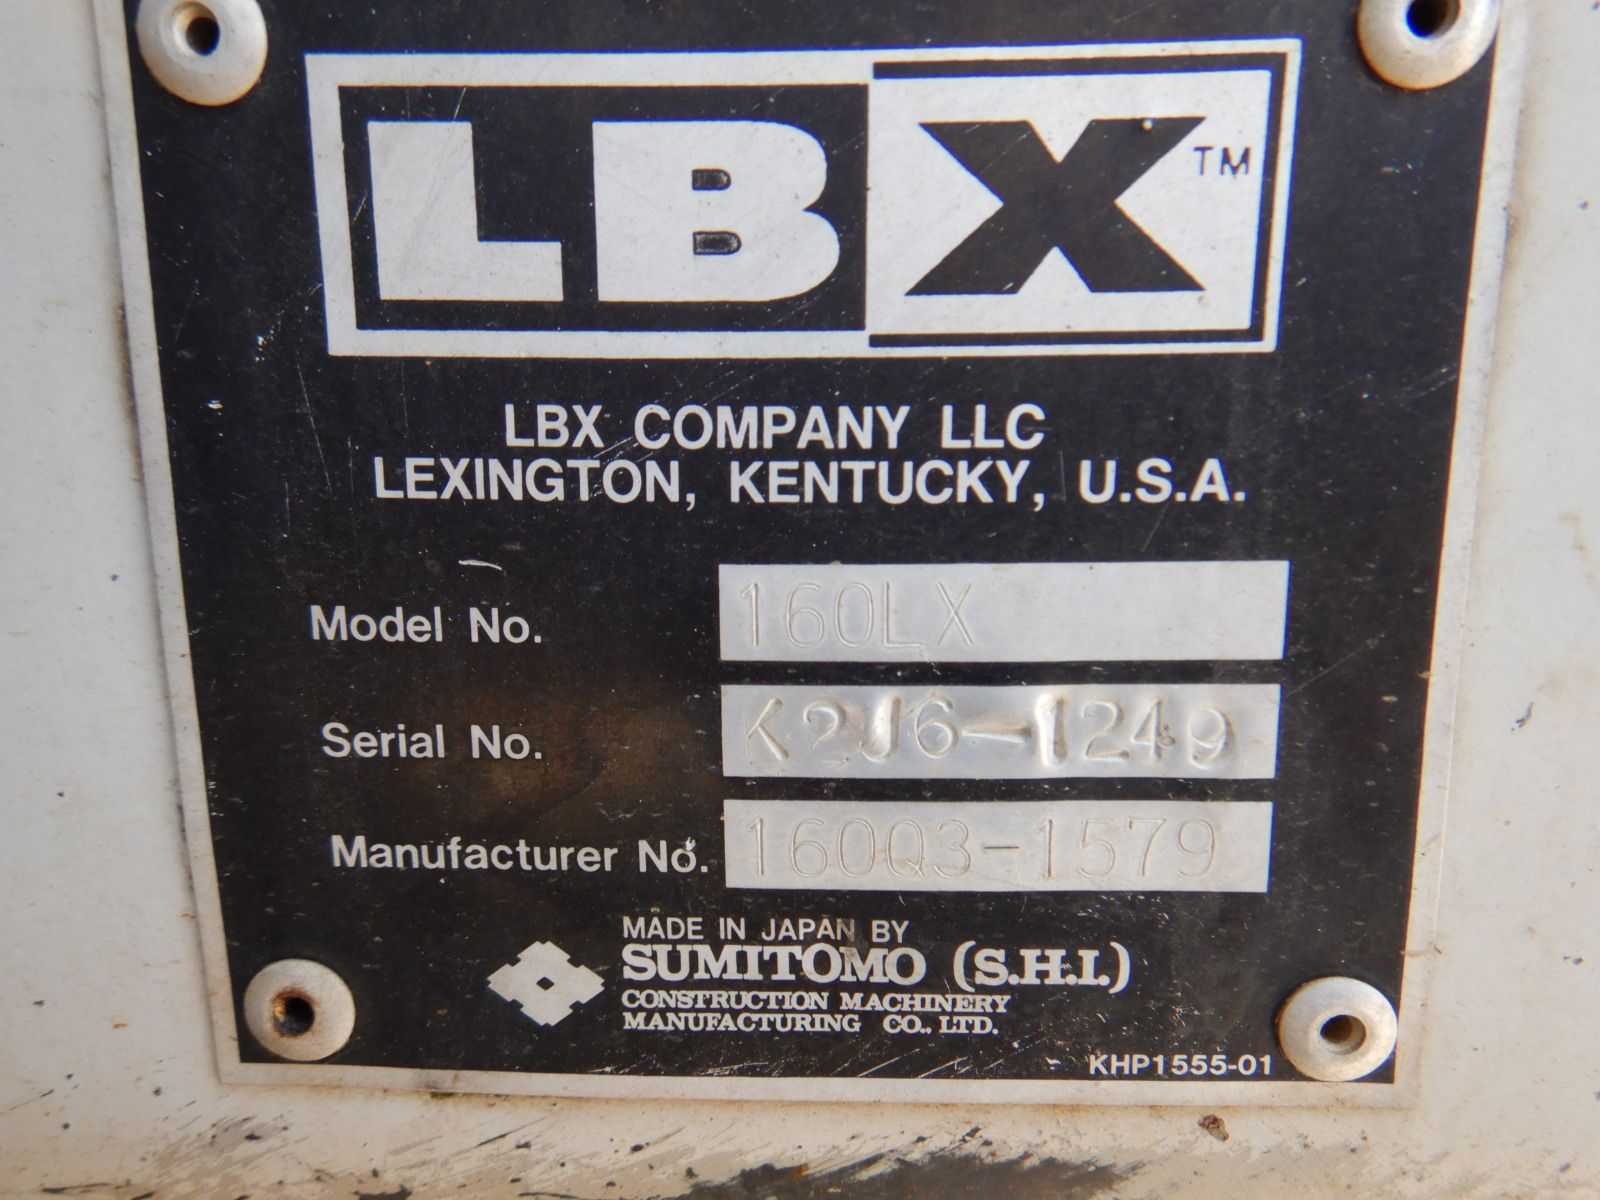 LBX™
LBX COMPANY LLC
LEXINGTON, KENTUCKY, U.S.A.
Model No. 160LX
Serial No. K2J6-1249
Manufacturer No. 160Q3-1579
MADE IN JAPAN BY
SUMITOMO (S.H.I.)
CONSTRUCTION MACHINERY
MANUFACTURING CO., LTD.
KHP1555-01